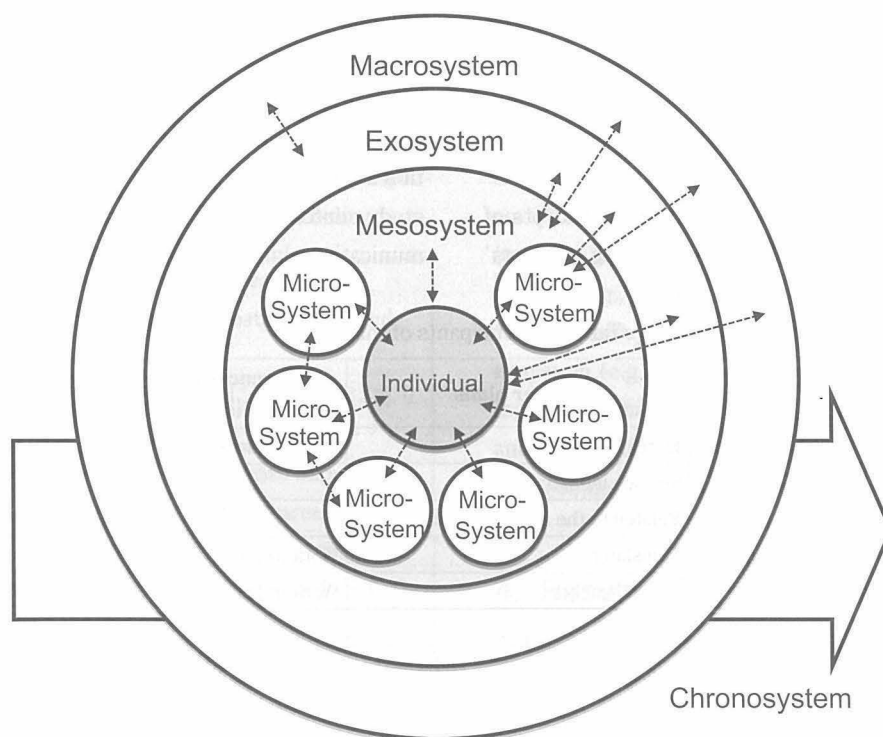 Macrosystem
Exosystem
Mesosystem
Micro-
System
Micro-
System
Individual
Micro-
System
Micro-
System
Micro-
System
Micro-
System
Chronosystem